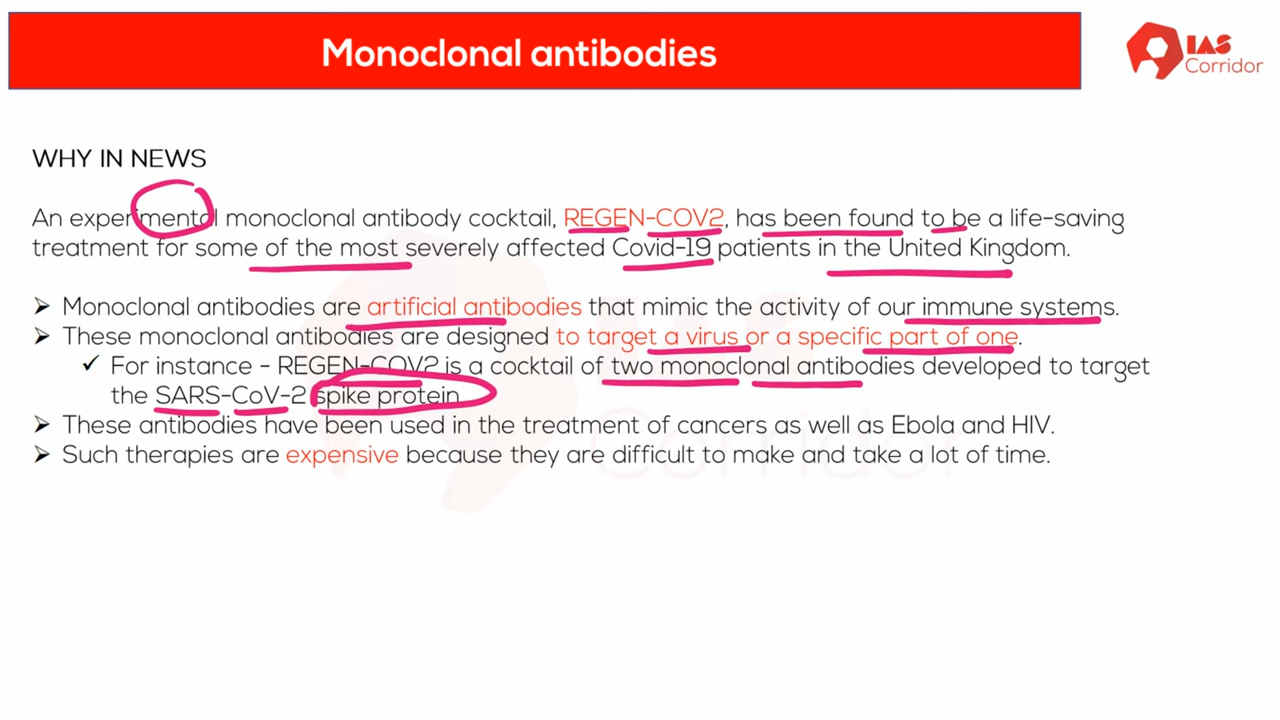 Monoclonal antibodies
IAS
Corridor
WHY IN NEWS
An experimental monoclonal antibody cocktail, REGEN-COV2, has been found to be a life-saving
treatment for some of the most severely affected Covid-19 patients in the United Kingdom.
➤ Monoclonal antibodies are artificial antibodies that mimic the activity of our immune systems.
➤ These monoclonal antibodies are designed to target a virus or a specific part of one.
✓ For instance - REGEN-COV2 is a cocktail of two monoclonal antibodies developed to target
the SARS-CoV-2 spike protein
➤ These antibodies have been used in the treatment of cancers as well as Ebola and HIV.
➤ Such therapies are expensive because they are difficult to make and take a lot of time.